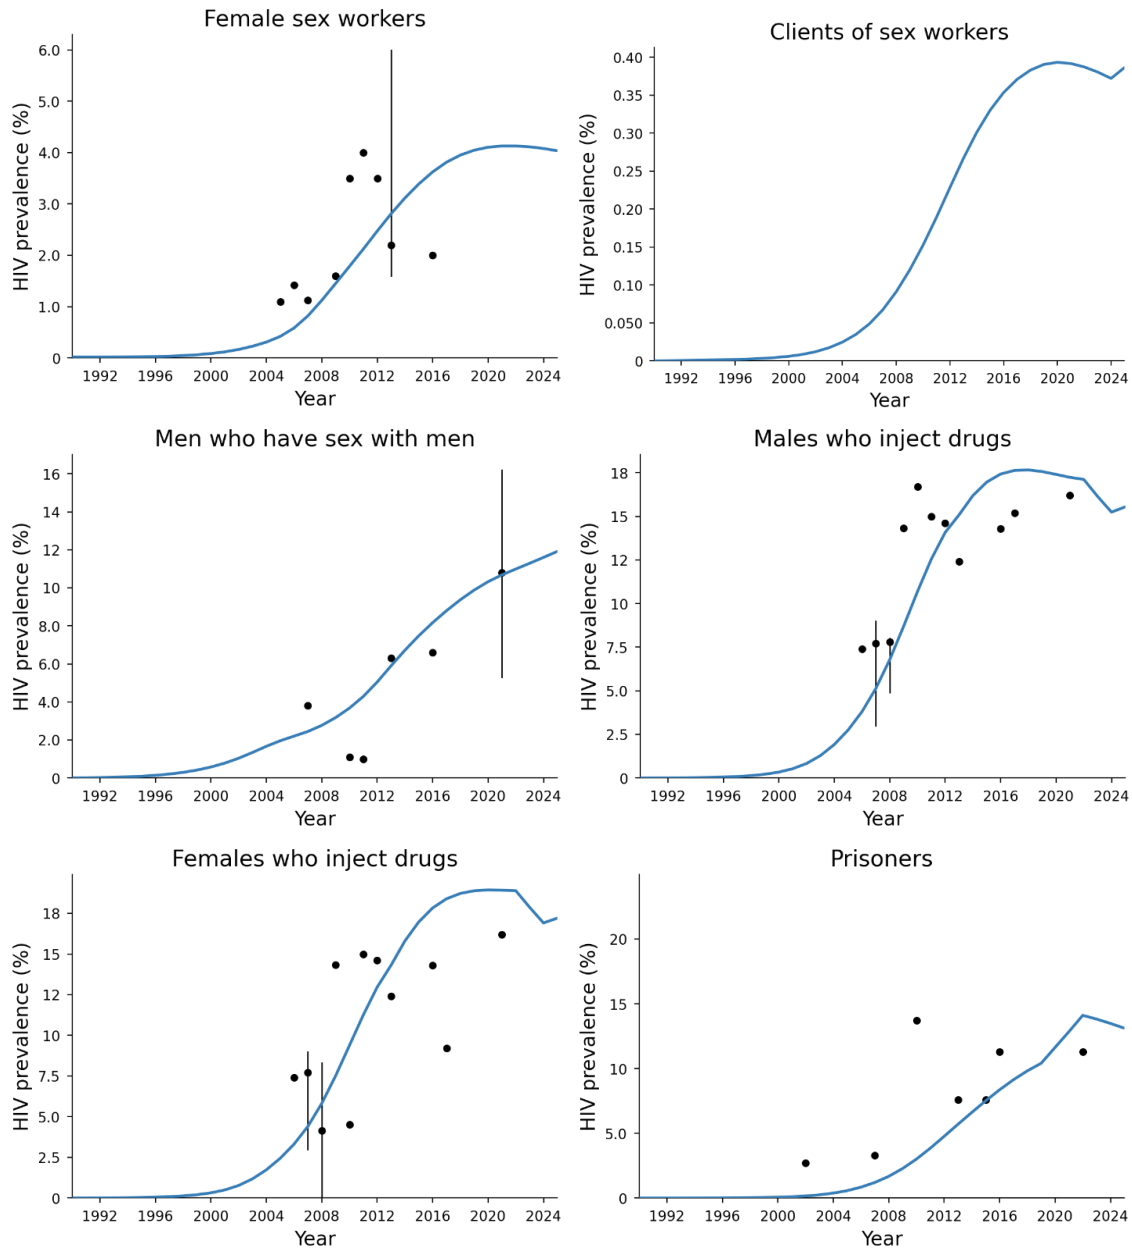 Female sex workers
HIV prevalence (%)
6.0
5.0
4.0
3.0
2.0
1.0
0
1992 1996 2000 2004 2008 2012 2016 2020 2024
Year
Clients of sex workers
HIV prevalence (%)
0.40
0.35
0.30
0.25
0.20
0.15
0.10
0.050
0
1992 1996 2000 2004 2008 2012 2016 2020 2024
Year
Men who have sex with men
HIV prevalence (%)
16
14
12
10
8.0
6.0
4.0
2.0
0
1992 1996 2000 2004 2008 2012 2016 2020 2024
Year
Males who inject drugs
HIV prevalence (%)
18
15
12
10
7.5
5.0
2.5
0
1992 1996 2000 2004 2008 2012 2016 2020 2024
Year
Females who inject drugs
HIV prevalence (%)
18
15
12
10
7.5
5.0
2.5
0
1992 1996 2000 2004 2008 2012 2016 2020 2024
Year
Prisoners
HIV prevalence (%)
20
15
10
5.0
0
1992 1996 2000 2004 2008 2012 2016 2020 2024
Year